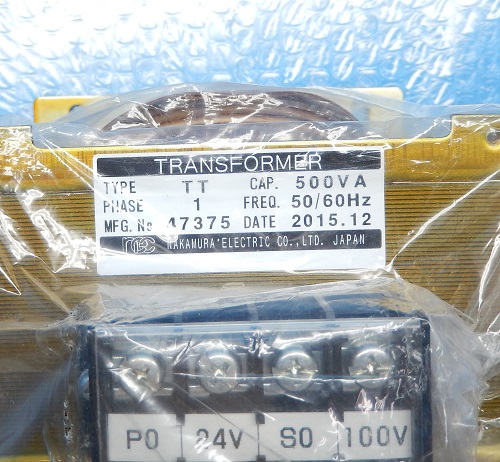 TRANSFORMER
TYPE TT CAP. 500VA
PHASE 1 FREQ. 50/60Hz
MFG. No 47375 DATE 2015.12
NAKAMURA ELECTRIC CO.,LTD. JAPAN
P0 24V S0 100V